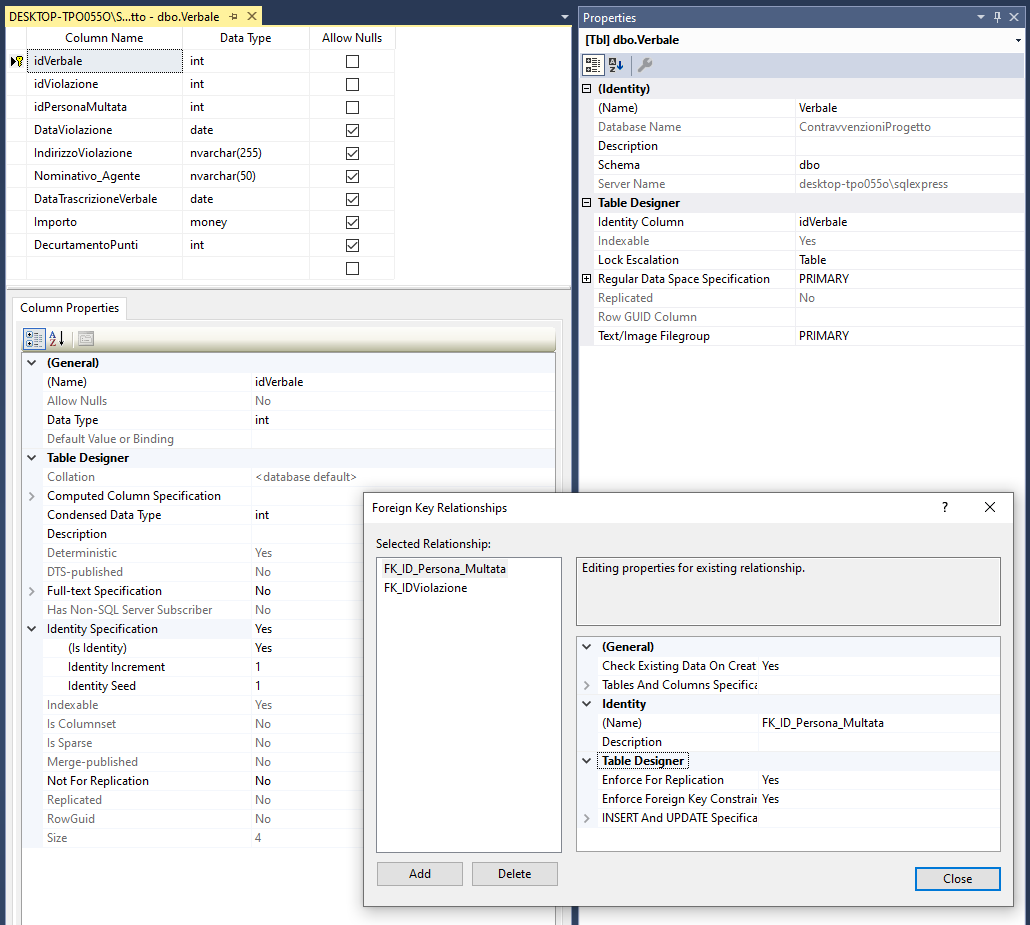 DESKTOP-TPO055O\S...tto - dbo.Verbale
Column Name Data Type Allow Nulls
idVerbale int
idViolazione int
idPersonaMultata int
DataViolazione date
IndirizzoViolazione nvarchar(255)
Nominativo_Agente nvarchar(50)
DataTrascrizioneVerbale date
Importo money
DecurtamentoPunti int
Column Properties
(General)
(Name) idVerbale
Allow Nulls No
Data Type int
Default Value or Binding
Table Designer
Collation <database default>
Computed Column Specification
Condensed Data Type int
Description
Deterministic Yes
DTS-published No
Full-text Specification No
Has Non-SQL Server Subscriber No
Identity Specification Yes
(Is Identity) Yes
Identity Increment 1
Identity Seed 1
Indexable Yes
Is Columnset No
Is Sparse No
Merge-published No
Not For Replication No
Replicated No
RowGuid No
Size 4
Properties
[Tbl] dbo.Verbale
(Identity)
(Name) Verbale
Database Name ContravvenzioniProgetto
Description
Schema dbo
Server Name desktop-tpo055o\sqlexpress
Table Designer
Identity Column idVerbale
Indexable Yes
Lock Escalation Table
Regular Data Space Specification PRIMARY
Replicated No
Row GUID Column
Text/Image Filegroup PRIMARY
Foreign Key Relationships
Selected Relationship:
FK_ID_Persona_Multata
FK_IDViolazione
Add Delete
Editing properties for existing relationship.
(General)
Check Existing Data On Creat Yes
Tables And Columns Specifica
Identity
(Name) FK_ID_Persona_Multata
Description
Table Designer
Enforce For Replication Yes
Enforce Foreign Key Constrain Yes
INSERT And UPDATE Specifica
Close